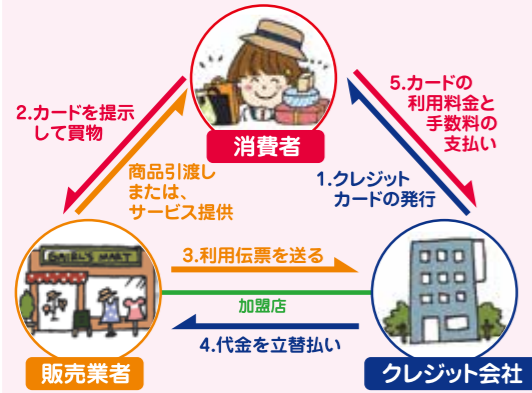 消費者
2.カードを提示
して買物
商品引渡し
または、
サービス提供
5.カードの
利用料金と
手数料の
支払い
1.クレジット
カードの発行
GAIRL'S MART
3.利用伝票を送る
加盟店
4.代金を立替払い
販売業者
クレジット会社